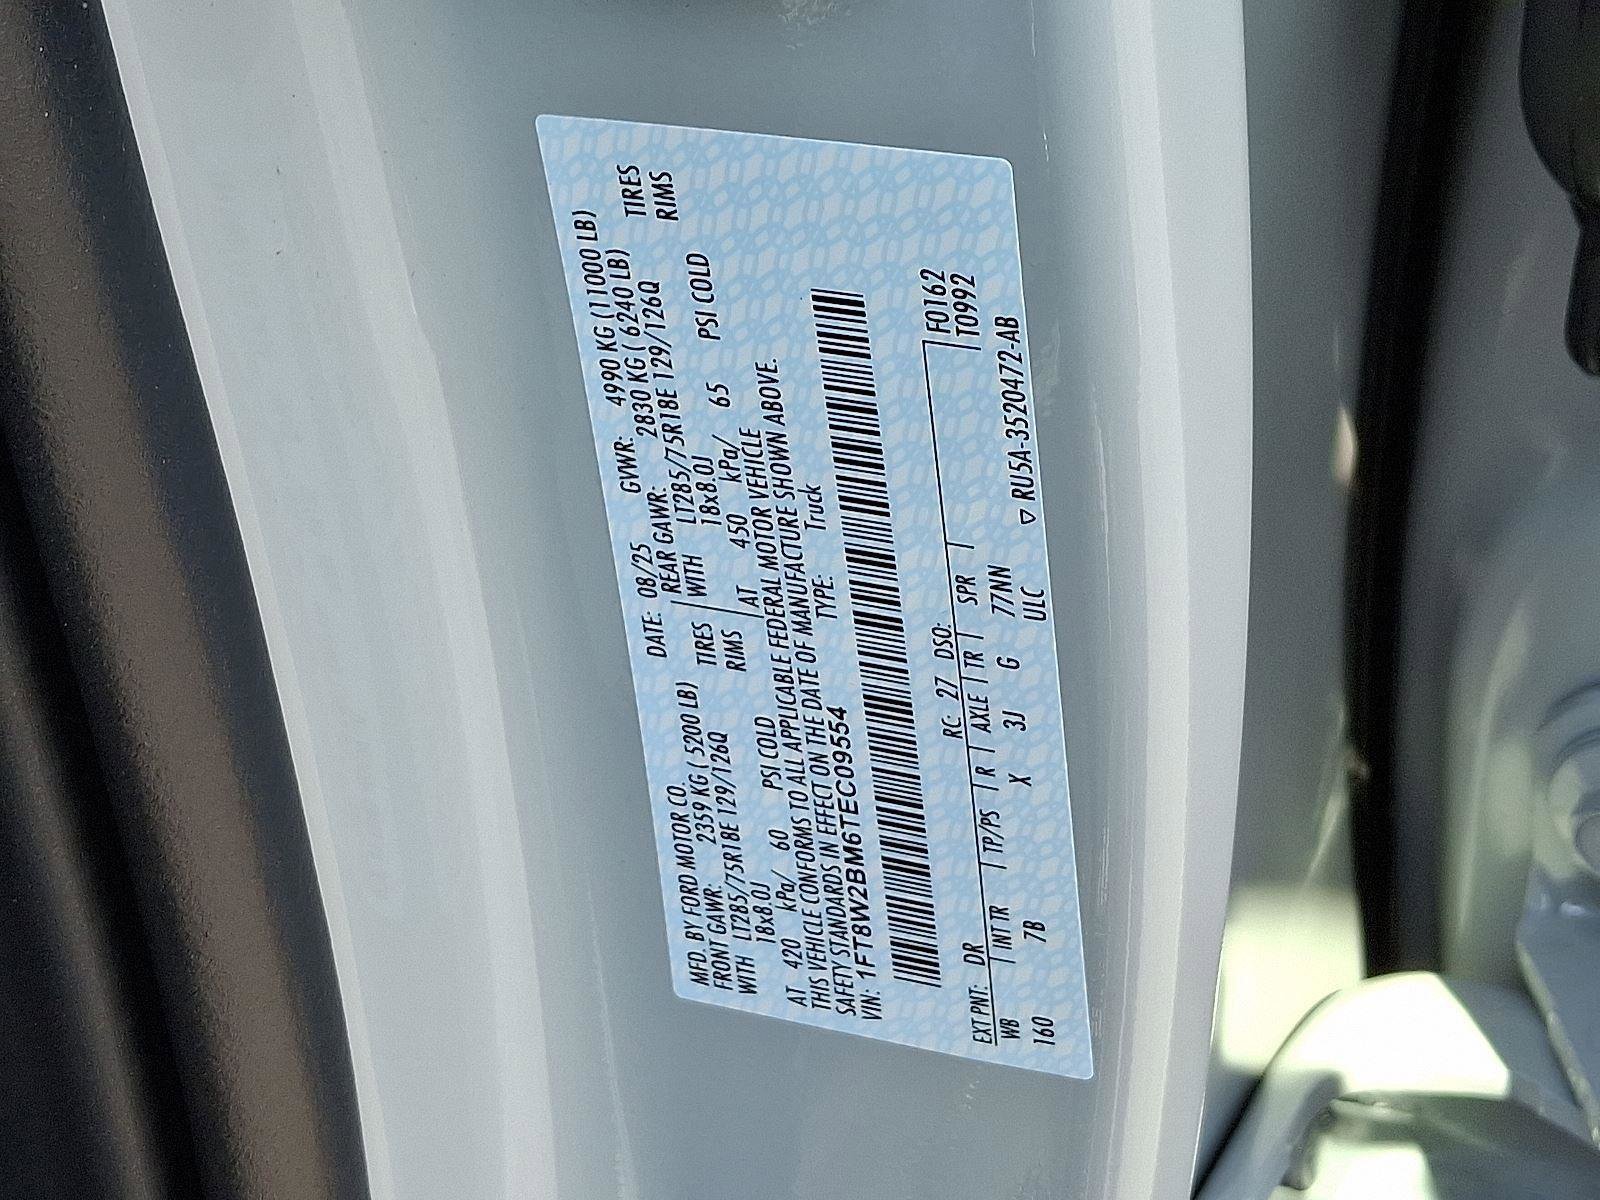 MFD. BY FORD MOTOR CO. DATE: 08/25 GVWR: 4990 KG (11000 LB)
FRONT GAWR: 2359 KG ( 5200 LB) REAR GAWR: 2830 KG ( 6240 LB)
WITH LT285/75R18E 129/126Q TIRES WITH LT285/75R18E 129/126Q TIRES
18x8.0J RIMS 18x8.0J RIMS
AT 420 kPa/ 60 PSI COLD AT 450 kPa/ 65 PSI COLD
THIS VEHICLE CONFORMS TO ALL APPLICABLE FEDERAL MOTOR VEHICLE
SAFETY STANDARDS IN EFFECT ON THE DATE OF MANUFACTURE SHOWN ABOVE.
VIN: 1FT8W2BM6TEC09554 TYPE: Truck
F0162
T0992
EXT PNT: DR RC: 27 DSO:
WB INT TR TP/PS R AXLE TR SPR
160 7B X 3J G 77NN
ULC ▽ RU5A-3520472-AB